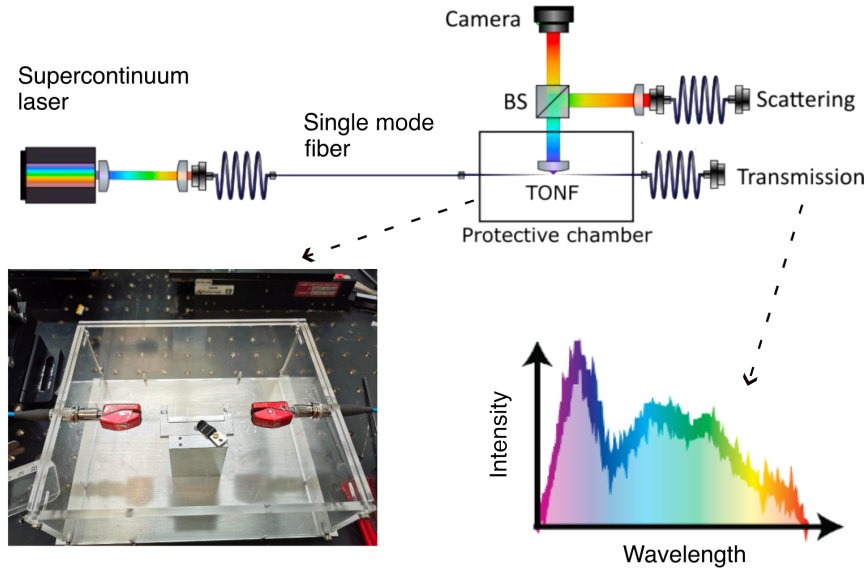 Camera
Supercontinuum
laser
BS
Scattering
Single mode
fiber
TONF
Transmission
Protective chamber
Intensity
Wavelength